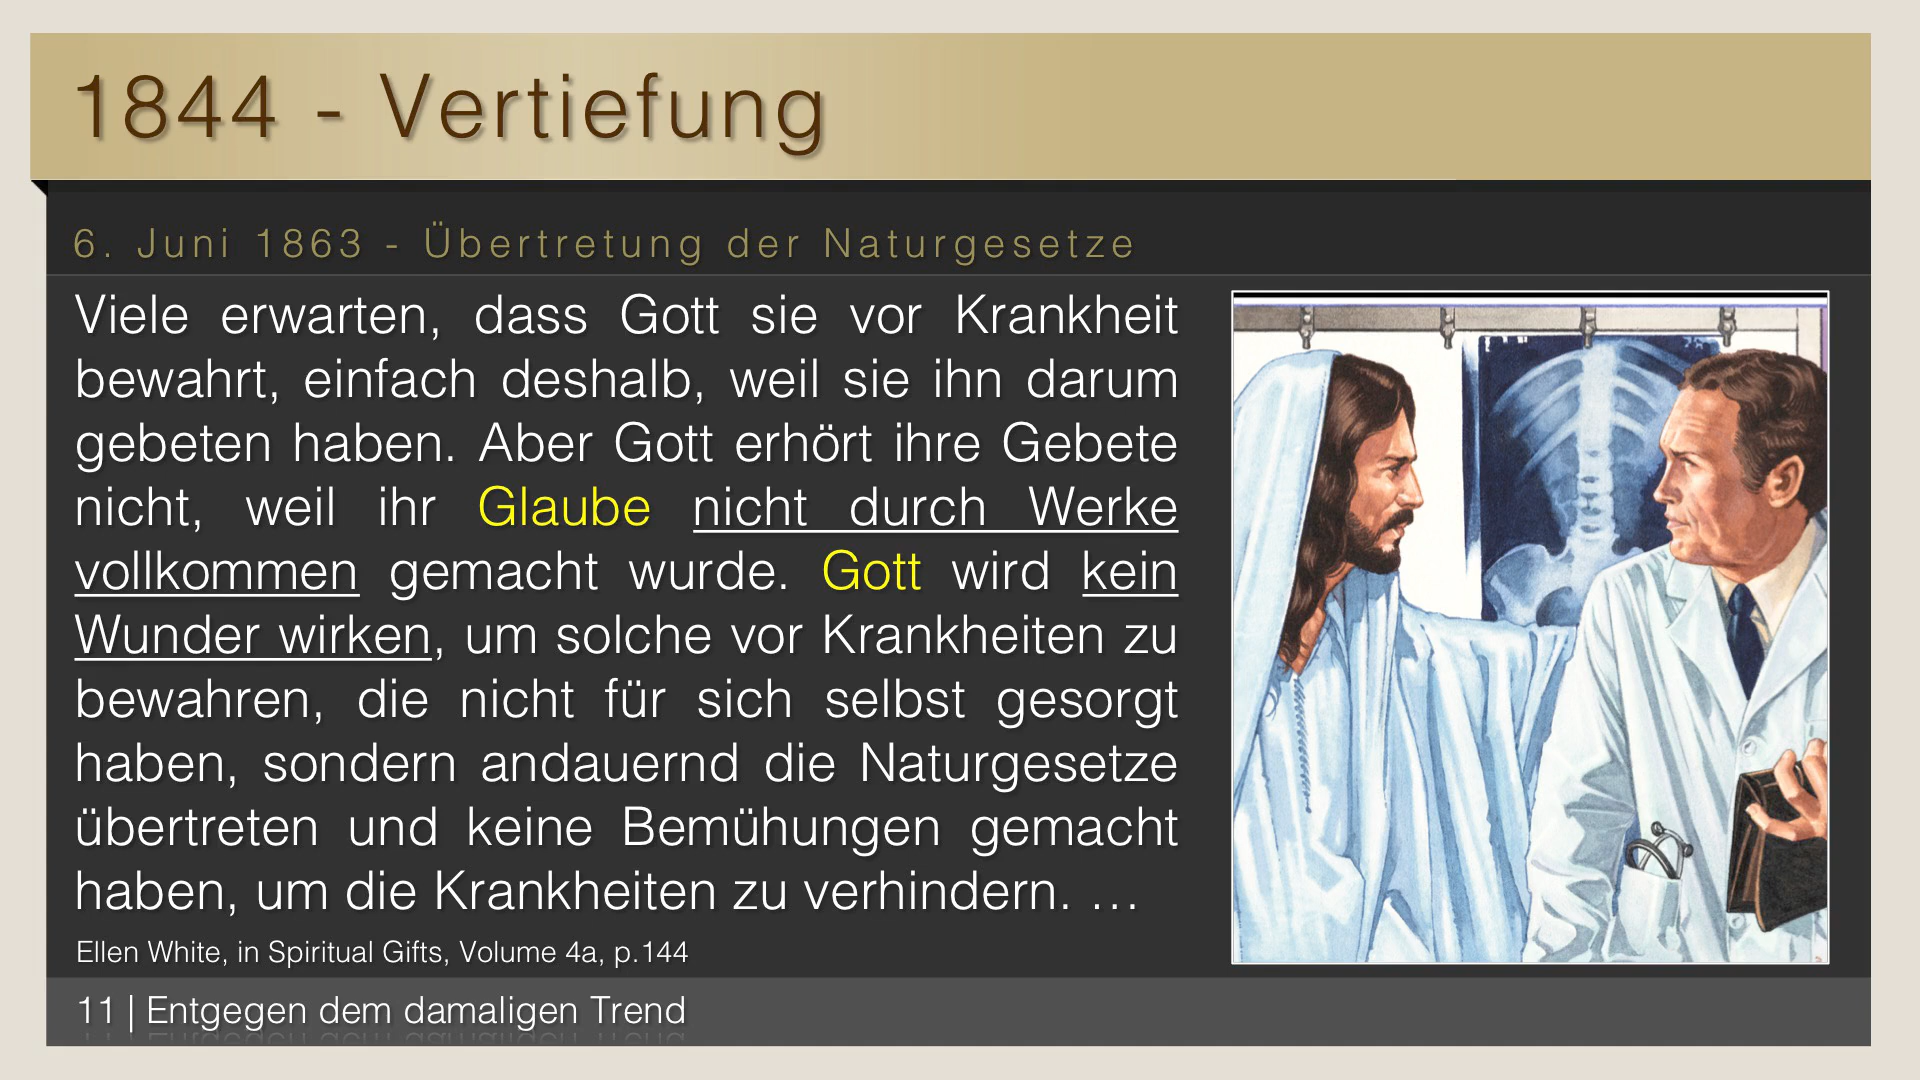 1844 - Vertiefung
6. Juni 1863 - Übertretung der Naturgesetze
Viele erwarten, dass Gott sie vor Krankheit
bewahrt, einfach deshalb, weil sie ihn darum
gebeten haben. Aber Gott erhört ihre Gebete
nicht, weil ihr Glaube nicht durch Werke
vollkommen gemacht wurde. Gott wird kein
Wunder wirken, um solche vor Krankheiten zu
bewahren, die nicht für sich selbst gesorgt
haben, sondern andauernd die Naturgesetze
übertreten und keine Bemühungen gemacht
haben, um die Krankheiten zu verhindern. …
Ellen White, in Spiritual Gifts, Volume 4a, p.144
11 | Entgegen dem damaligen Trend